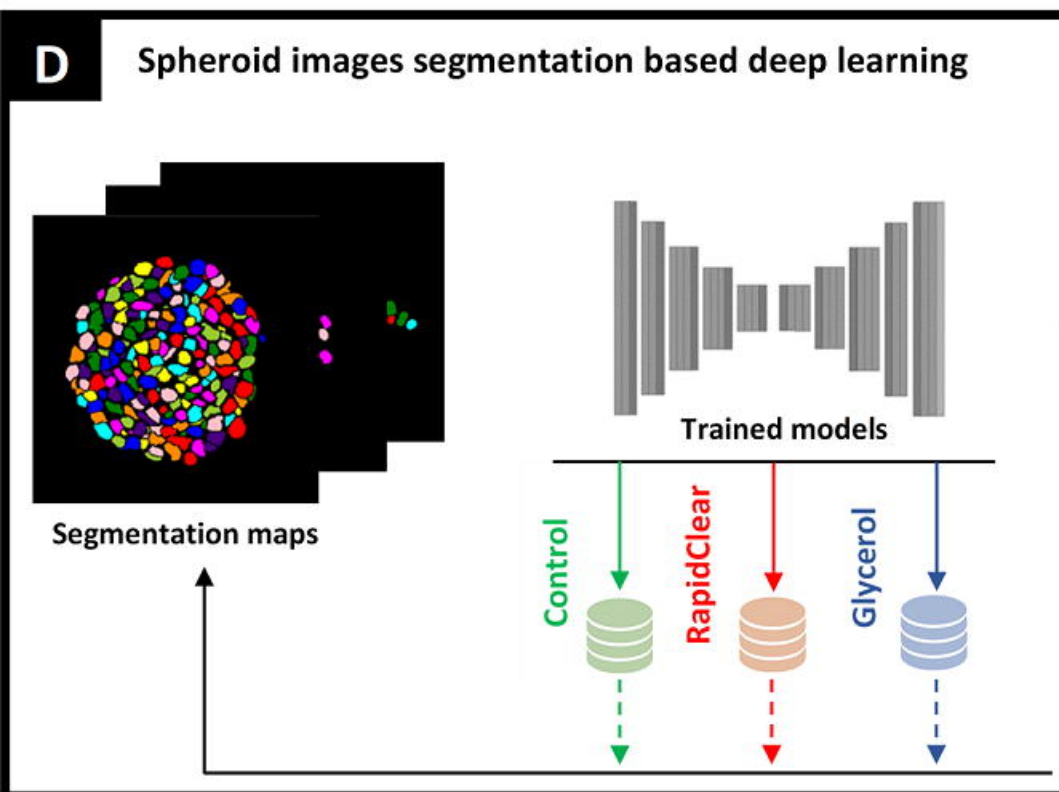 D
Spheroid images segmentation based deep learning
Trained models
Segmentation maps
Control
RapidClear
Glycerol